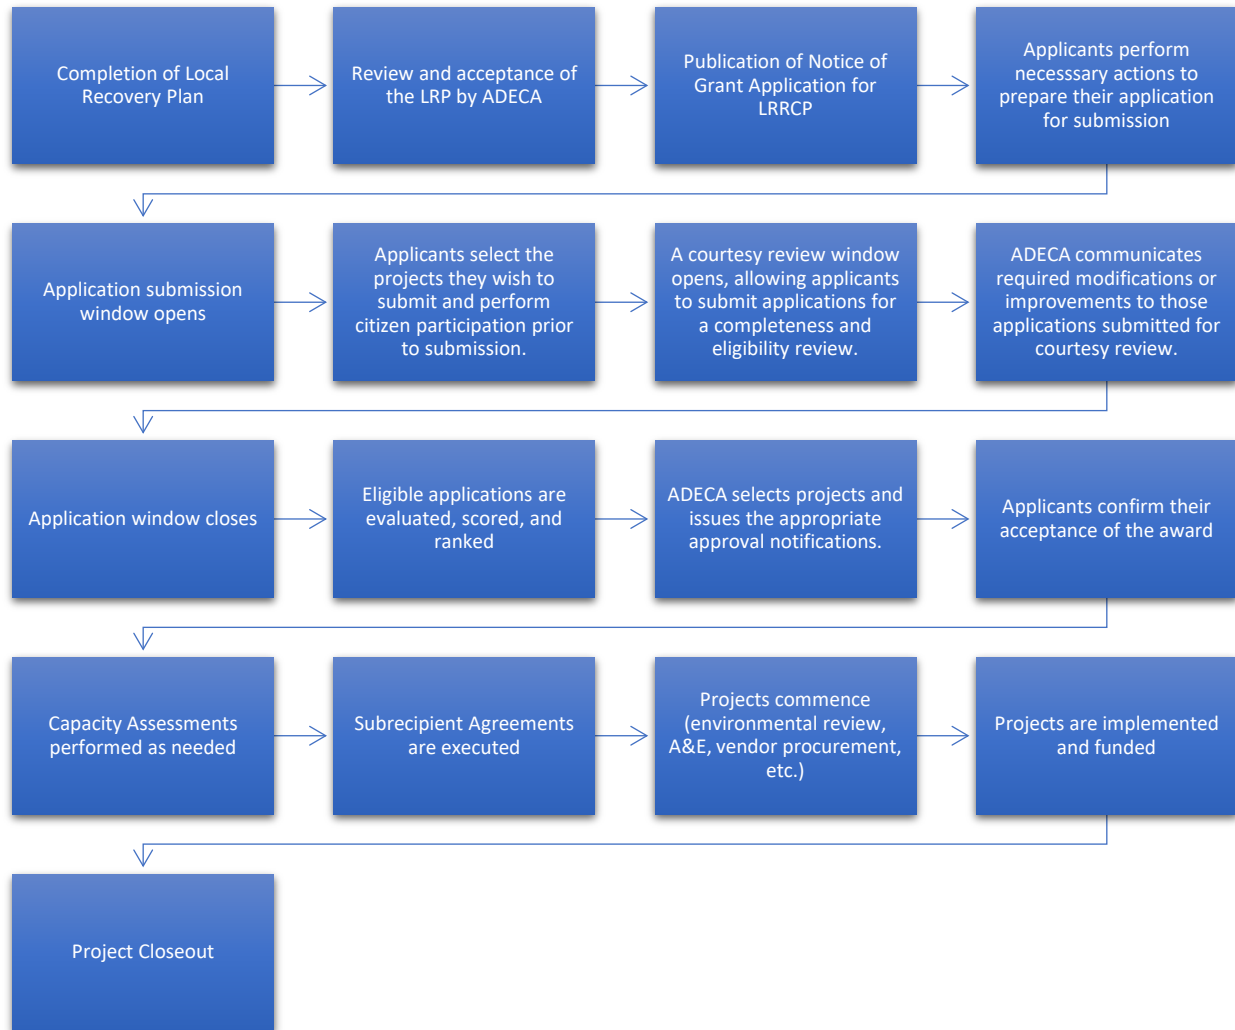 Completion of Local
Recovery Plan
Review and acceptance of
the LRP by ADECA
Publication of Notice of
Grant Application for
LRRCP
Applicants perform
necesssary actions to
prepare their application
for submission
Application submission
window opens
Applicants select the
projects they wish to
submit and perform
citizen participation prior
to submission.
A courtesy review window
opens, allowing applicants
to submit applications for
a completeness and
eligibility review.
ADECA communicates
required modifications or
improvements to those
applications submitted for
courtesy review.
Application window closes
Eligible applications are
evaluated, scored, and
ranked
ADECA selects projects and
issues the appropriate
approval notifications.
Applicants confirm their
acceptance of the award
Capacity Assessments
performed as needed
Subrecipient Agreements
are executed
Projects commence
(environmental review,
A&E, vendor procurement,
etc.)
Projects are implemented
and funded
Project Closeout